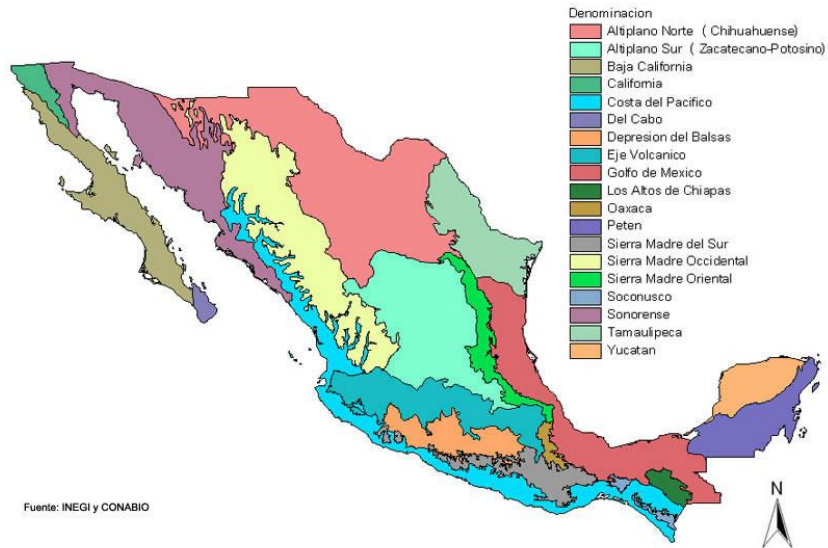 Denominacion
Altiplano Norte ( Chihuahuense)
Altiplano Sur ( Zacatecano-Potosino)
Baja California
California
Costa del Pacifico
Del Cabo
Depresion del Balsas
Eje Volcanico
Golfo de Mexico
Los Altos de Chiapas
Oaxaca
Peten
Sierra Madre del Sur
Sierra Madre Occidental
Sierra Madre Oriental
Soconusco
Sonorense
Tamaulipeca
Yucatan
N
Fuente: INEGI y CONABIO